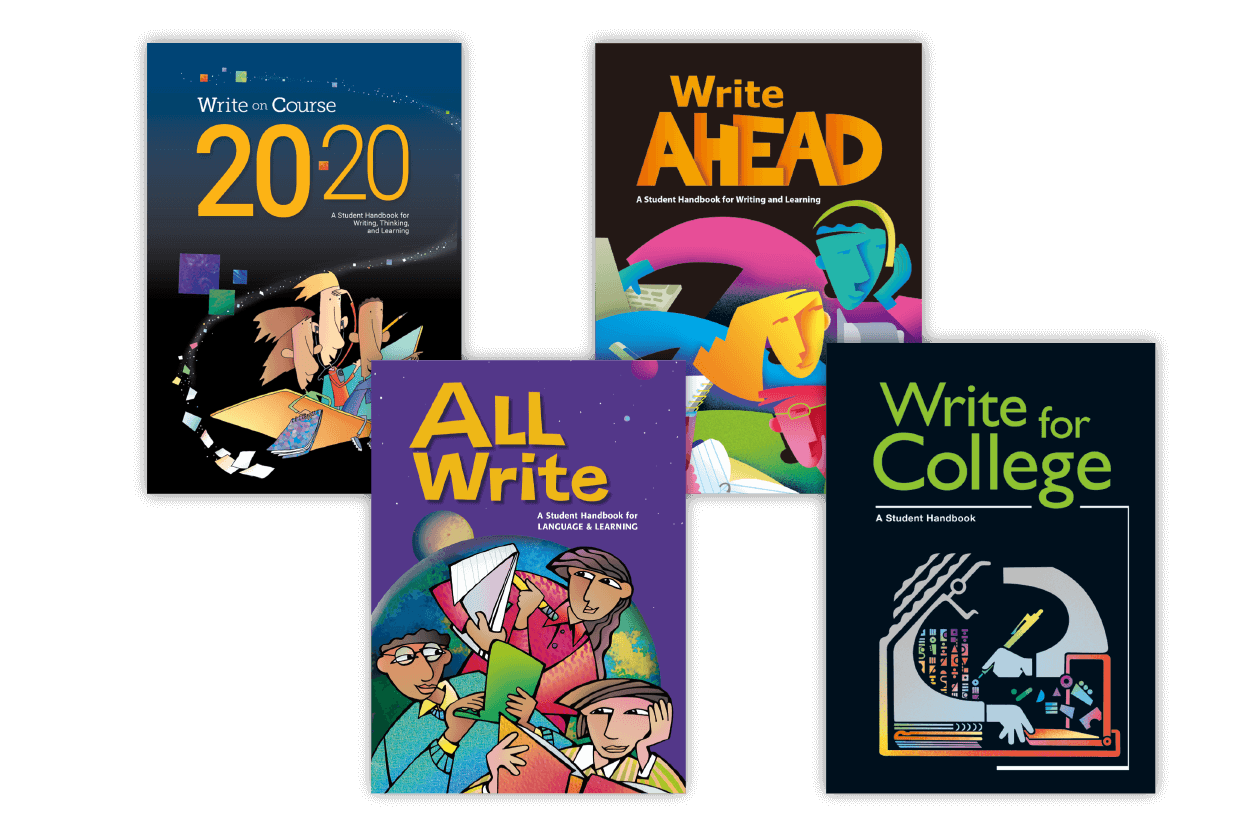 Write on Course
20·20
A Student Handbook for
Writing, Thinking,
and Learning
Write
AHEAD
A Student Handbook for Writing and Learning
ALL
Write
A Student Handbook for
LANGUAGE & LEARNING
Write for
College
A Student Handbook